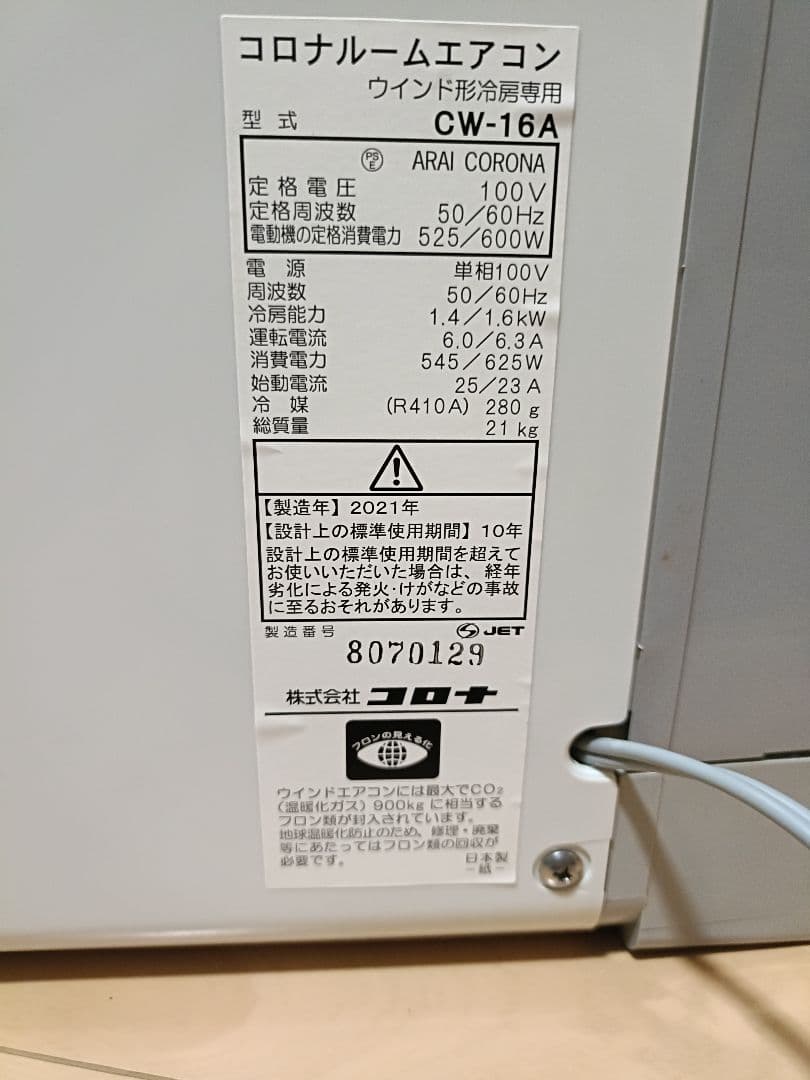 コロナルームエアコン
ウインド形冷房専用
型式 CW-16A
PSE ARAI CORONA
定格電圧 100V
定格周波数 50/60Hz
電動機の定格消費電力 525/600W
電源 単相100V
周波数 50/60Hz
冷房能力 1.4/1.6kW
運転電流 6.0/6.3A
消費電力 545/625W
始動電流 25/23A
冷媒 (R410A) 280g
総質量 21kg
【製造年】2021年
【設計上の標準使用期間】10年
設計上の標準使用期間を超えて
お使いいただいた場合は、経年
劣化による発火・けがなどの事故
に至るおそれがあります。
製造番号 JET
8070129
株式会社 コロナ
フロンの見える化
ウインドエアコンには最大でCO₂
(温暖化ガス)900kgに相当する
フロン類が封入されています。
地球温暖化防止のため、修理・廃棄
等にあたってはフロン類の回収が
必要です。 日本製
-紙-